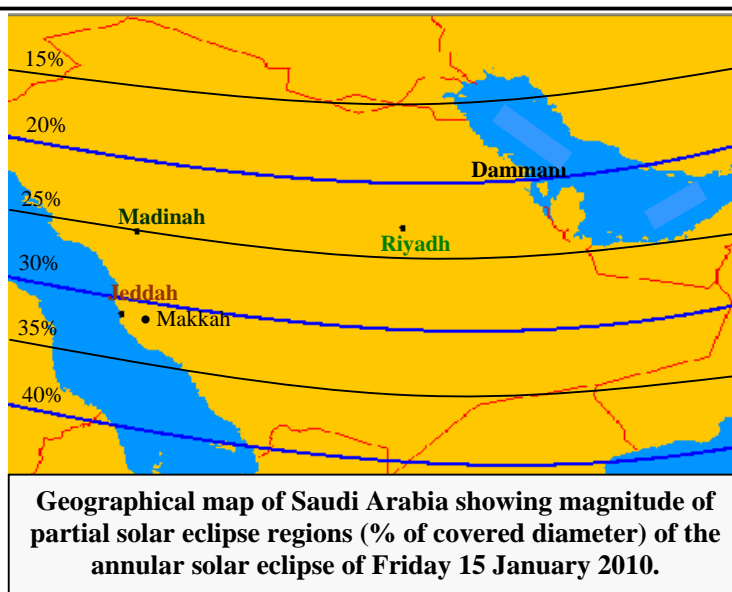 15%
20%
Dammam
25%
Madinah
Riyadh
30%
Jeddah
Makkah
35%
40%
Geographical map of Saudi Arabia showing magnitude of
partial solar eclipse regions (% of covered diameter) of the
annular solar eclipse of Friday 15 January 2010.